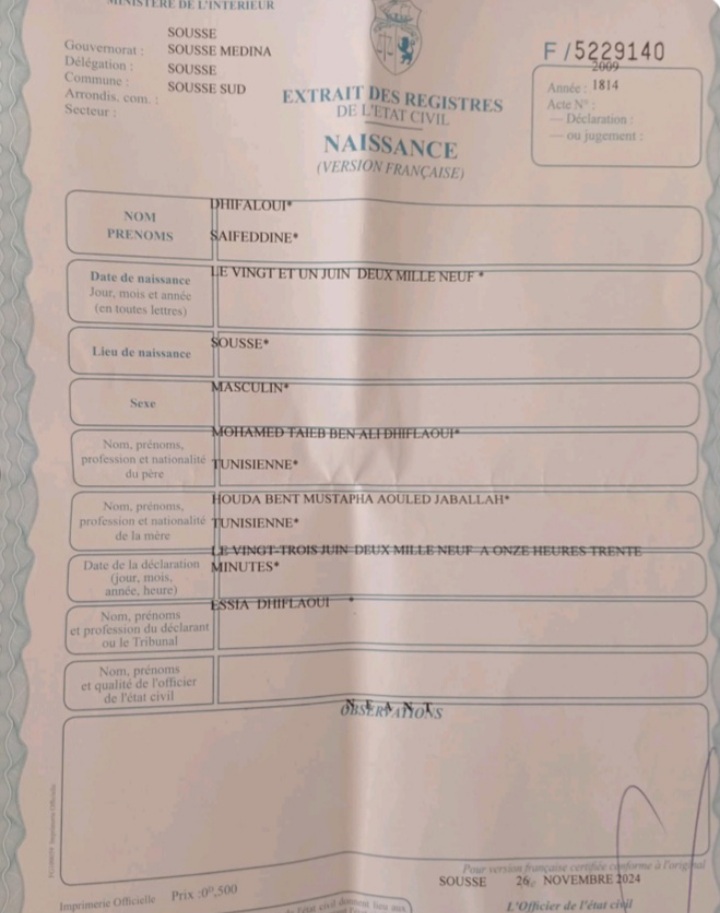 MINISTERE DE L'INTERIEUR
Gouvernorat : SOUSSE
Délégation : SOUSSE MEDINA
Commune : SOUSSE
Arrondis. com. : SOUSSE SUD
Secteur :
F/5229140
2009
Année : 1814
Acte N° :
— Déclaration :
— ou jugement :
EXTRAIT DES REGISTRES
DE L'ETAT CIVIL
NAISSANCE
(VERSION FRANÇAISE)
NOM DHIFALOUI*
PRENOMS SAIFEDDINE*
Date de naissance
Jour, mois et année
(en toutes lettres)
LE VINGT ET UN JUIN DEUX MILLE NEUF *
Lieu de naissance
SOUSSE*
Sexe
MASCULIN*
Nom, prénoms,
profession et nationalité
du père
MOHAMED TAIEB BEN ALI DHIFLAOUI*
TUNISIENNE*
Nom, prénoms,
profession et nationalité
de la mère
HOUDA BENT MUSTAPHA AOULED JABALLAH*
TUNISIENNE*
Date de la déclaration
(jour, mois,
année, heure)
LE VINGT-TROIS JUIN DEUX MILLE NEUF A ONZE HEURES TRENTE
MINUTES*
Nom, prénoms
et profession du déclarant
ou le Tribunal
ESSIA DHIFLAOUI *
Nom, prénoms
et qualité de l'officier
de l'état civil
OBSERVATIONS
N E A N T
Pour version française certifiée conforme à l'original
SOUSSE 26 NOVEMBRE 2024
L'Officier de l'état civil
Imprimerie Officielle Prix :0ᴰ,500